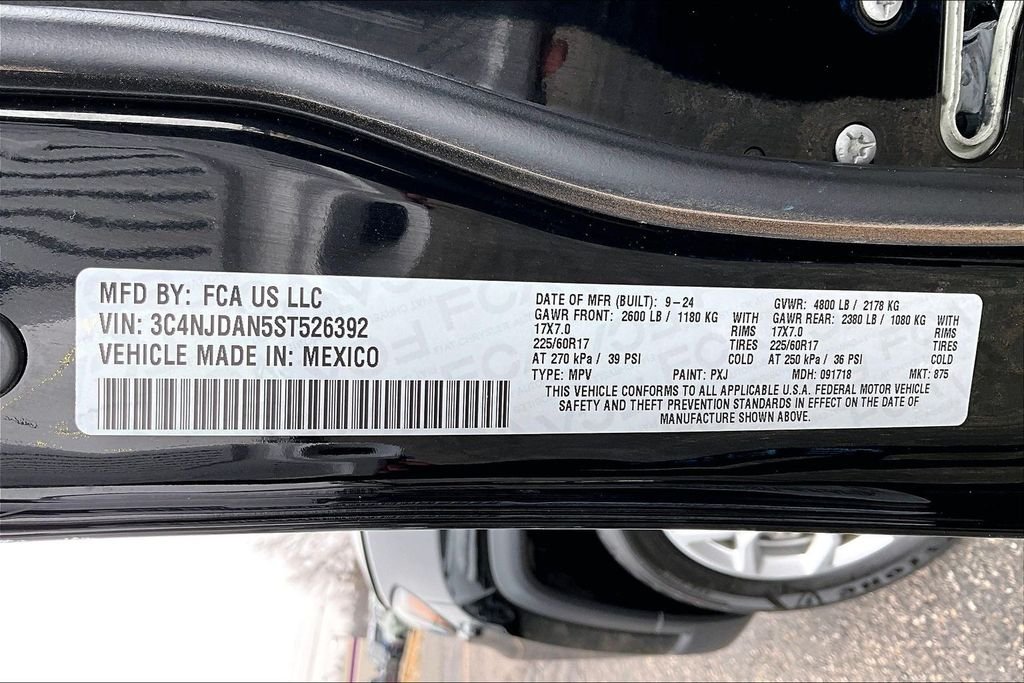 MFD BY: FCA US LLC
VIN: 3C4NJDAN5ST526392
VEHICLE MADE IN: MEXICO
DATE OF MFR (BUILT): 9-24
GAWR FRONT: 2600 LB / 1180 KG WITH
17X7.0 RIMS
225/60R17 TIRES
AT 270 kPa / 39 PSI COLD
GVWR: 4800 LB / 2178 KG
GAWR REAR: 2380 LB / 1080 KG WITH
17X7.0 RIMS
225/60R17 TIRES
AT 250 kPa / 36 PSI COLD
TYPE: MPV PAINT: PXJ MDH: 091718 MKT: 875
THIS VEHICLE CONFORMS TO ALL APPLICABLE U.S.A. FEDERAL MOTOR VEHICLE
SAFETY AND THEFT PREVENTION STANDARDS IN EFFECT ON THE DATE OF
MANUFACTURE SHOWN ABOVE.